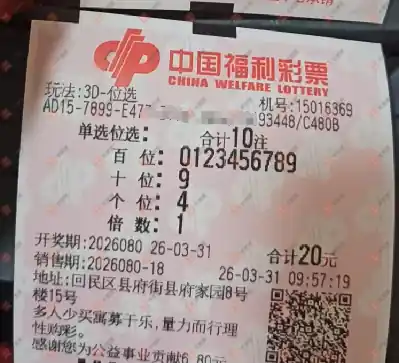 中国福利彩票
CHINA WELFARE LOTTERY
玩法:3D-位选 机号:15016369
AD15-7899-E477 93448/C480B
单选位选: 合计10注
百 位: 0123456789
十 位: 9
个 位: 4
倍 数: 1
开奖期:2026080 26-03-31 合计20元
销售期:2026080-18 26-03-31 09:57:19
地址:回民区县府街县府家园8号
楼15号
多人少买寓募于乐,量力而行理
性购彩。
感谢您为公益事业贡献6.80元